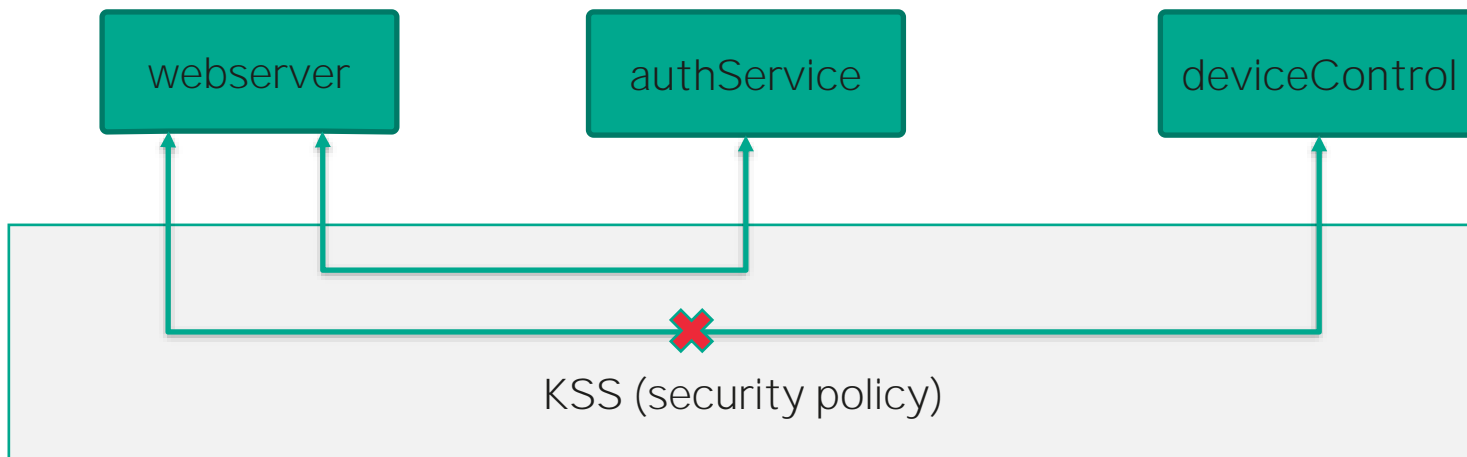 webserver
authService
deviceControl
KSS (security policy)